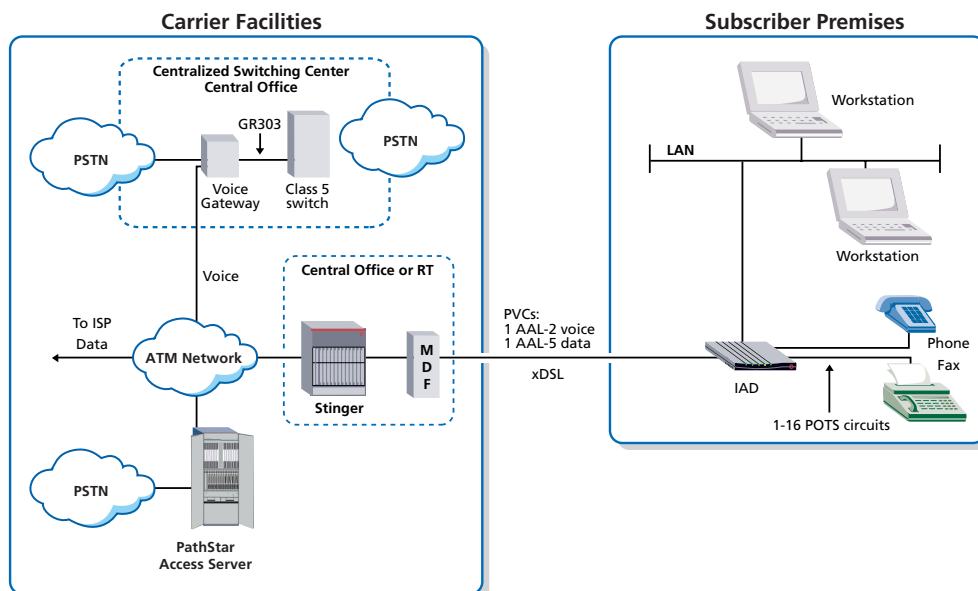 Carrier Facilities
Subscriber Premises
Centralized Switching Center
Central Office
GR303
PSTN
PSTN
Voice
Gateway
Class 5
switch
Workstation
LAN
Workstation
Voice
Central Office or RT
To ISP
Data
ATM Network
Stinger
M
D
F
PVCs:
1 AAL-2 voice
1 AAL-5 data
xDSL
IAD
Phone
Fax
1-16 POTS circuits
PSTN
PathStar
Access Server